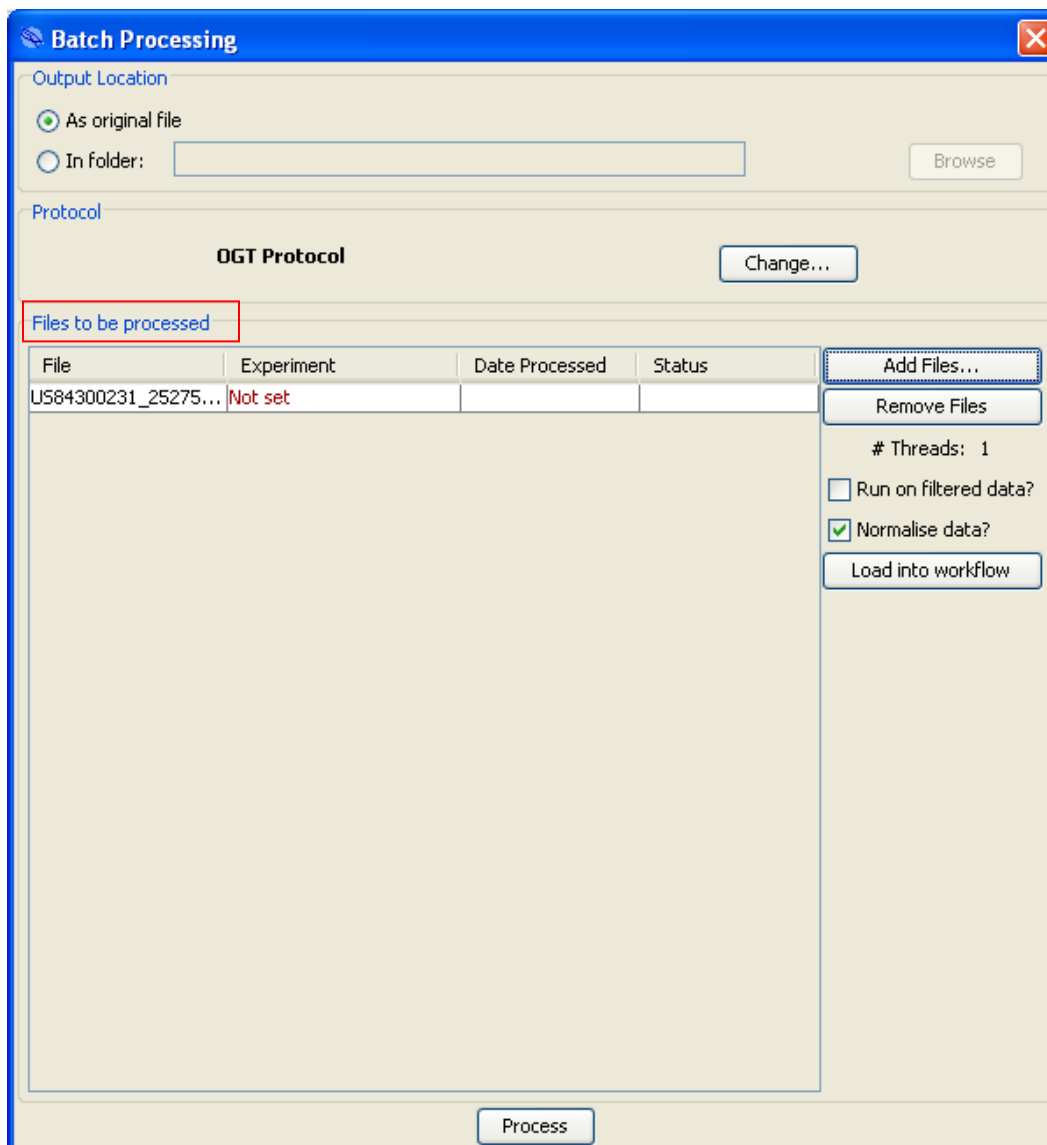 Batch Processing
Output Location
As original file
In folder:
Browse
Protocol
OGT Protocol
Change...
Files to be processed
File Experiment Date Processed Status
Add Files...
US84300231_25275... Not set
Remove Files
# Threads: 1
Run on filtered data?
Normalise data?
Load into workflow
Process